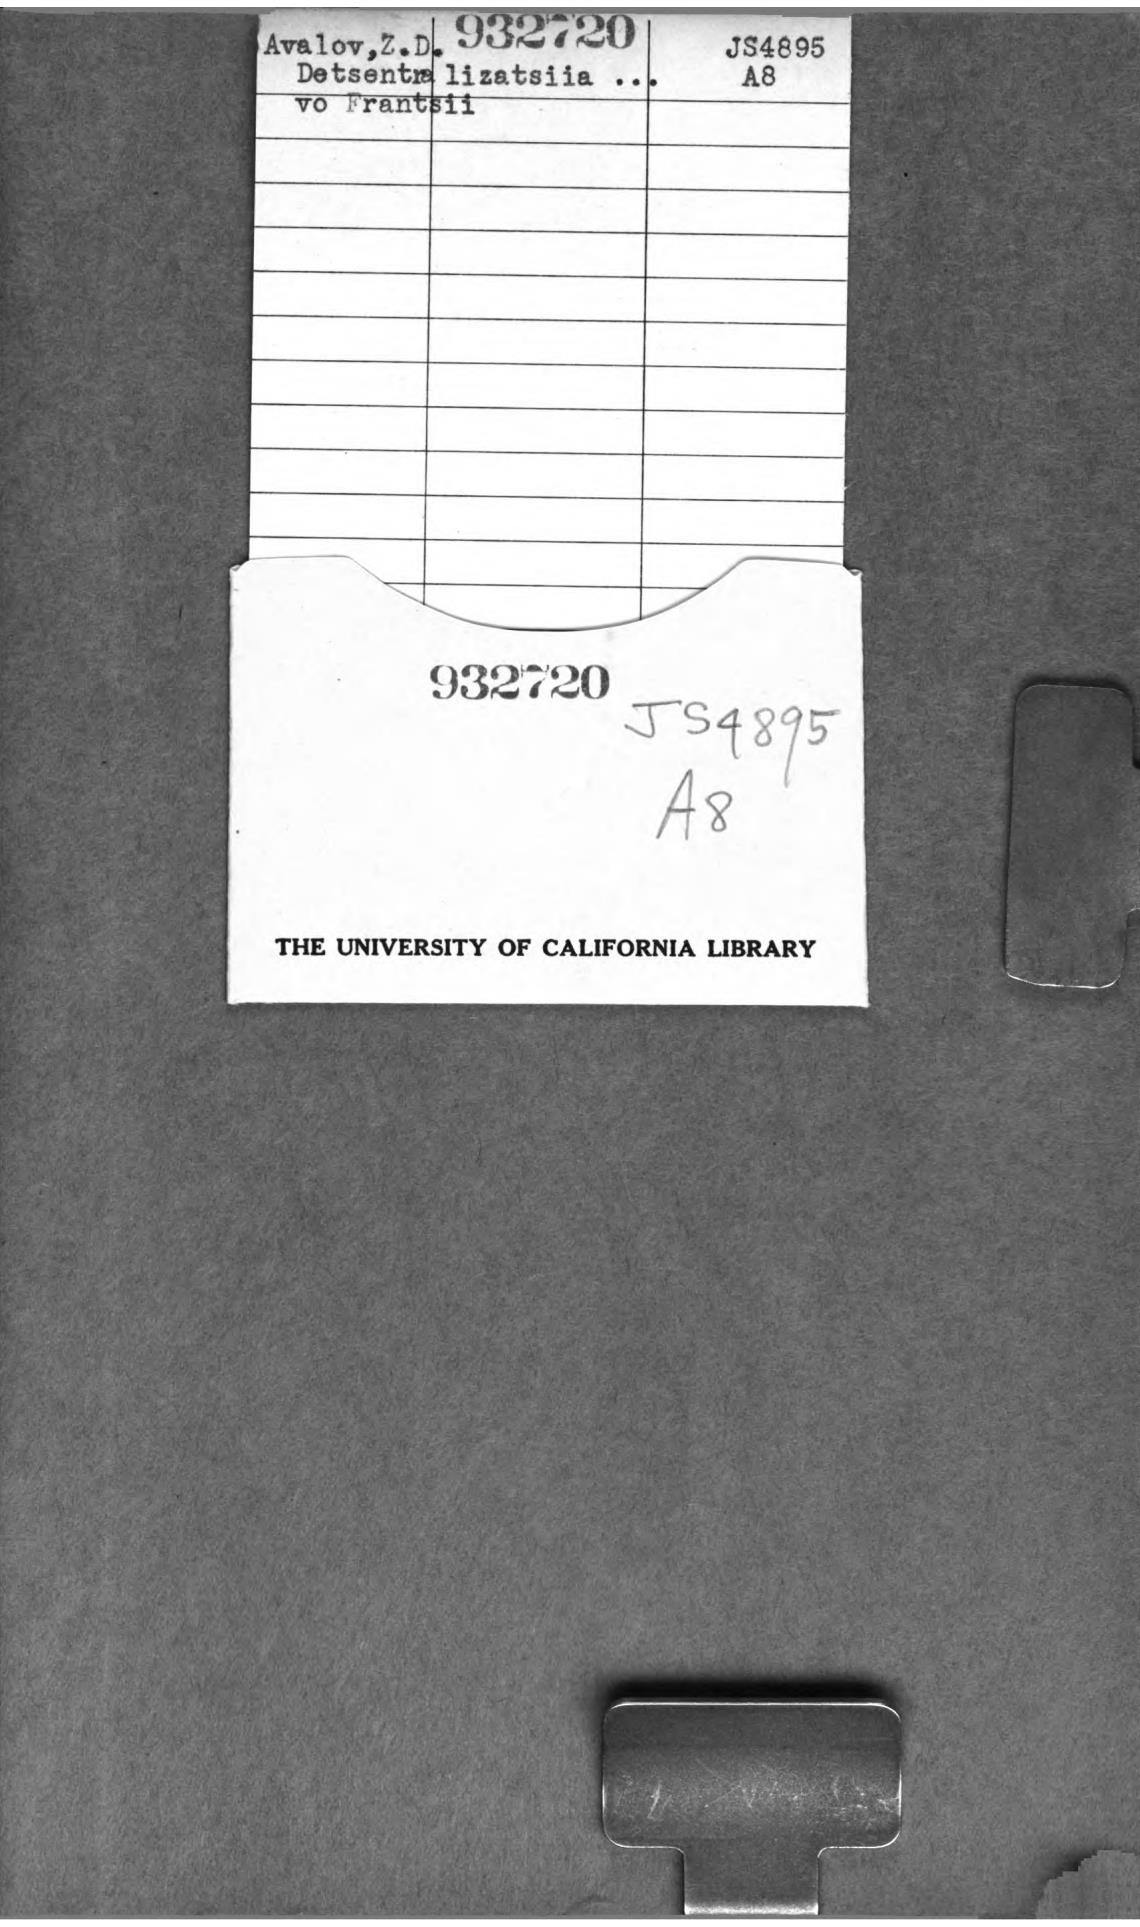 Avalov,Z.D. 932720 JS4895
Detsentralizatsiia ... A8
vo Frantsii
932720
JS4895
A8
THE UNIVERSITY OF CALIFORNIA LIBRARY